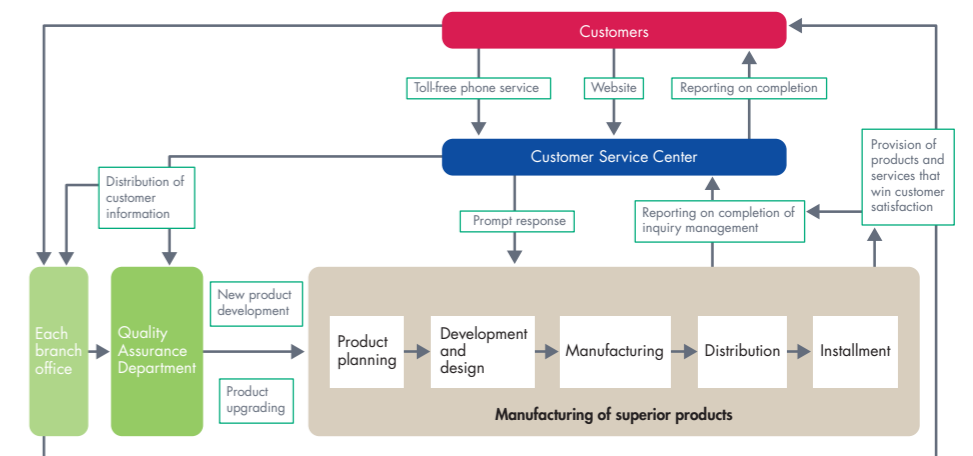 Customers
Toll-free phone service
Website
Reporting on completion
Customer Service Center
Provision of
products and
services that
win customer
satisfaction
Distribution of
customer
information
Prompt response
Reporting on completion of
inquiry management
Each
branch
office
Quality
Assurance
Department
New product
development
Product
upgrading
Product
planning
Development
and
design
Manufacturing
Distribution
Installment
Manufacturing of superior products